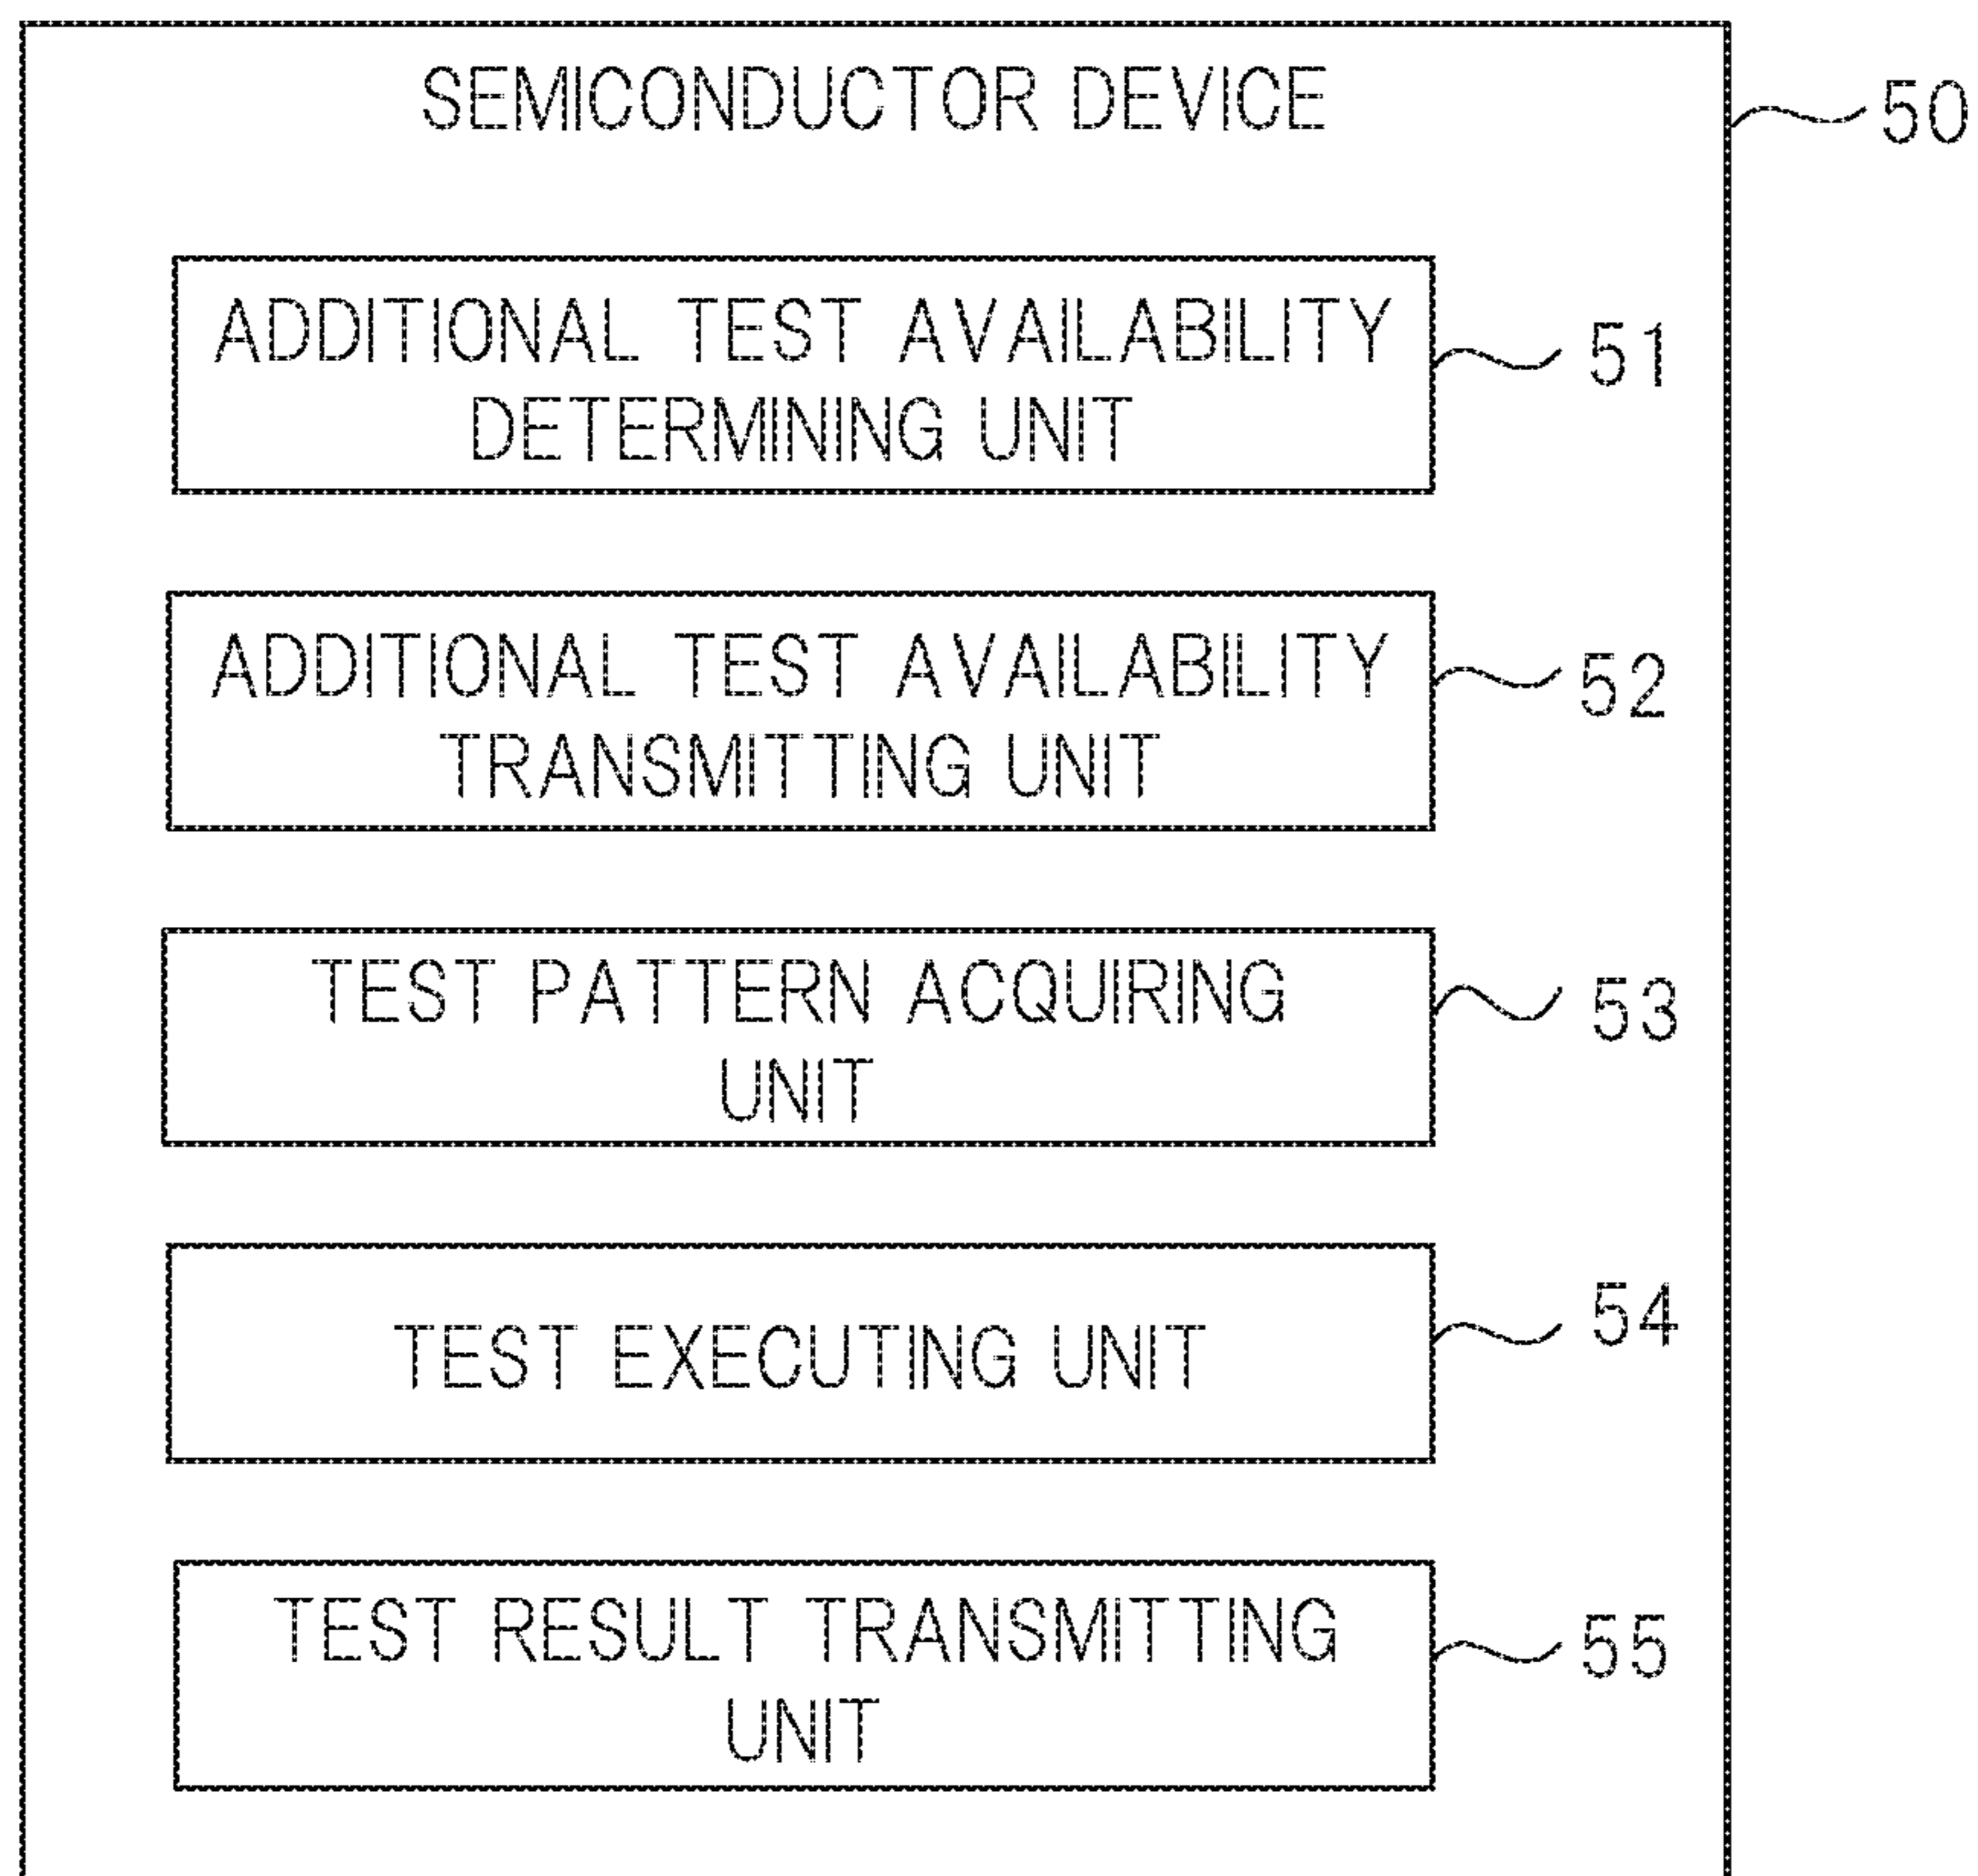 SEMICONDUCTOR DEVICE
50
ADDITIONAL TEST AVAILABILITY
DETERMINING UNIT
51
ADDITIONAL TEST AVAILABILITY
TRANSMITTING UNIT
52
TEST PATTERN ACQUIRING
UNIT
53
TEST EXECUTING UNIT
54
TEST RESULT TRANSMITTING
UNIT
55